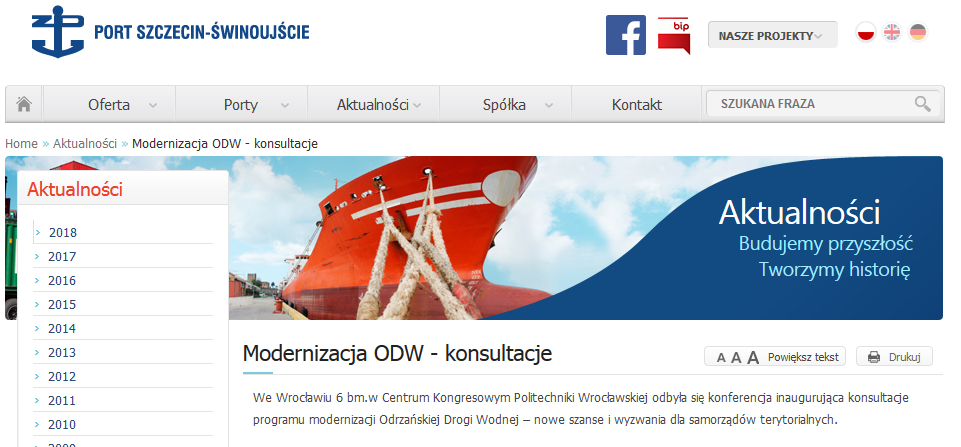 ZMP
PORT SZCZECIN-ŚWINOUJŚCIE
f
bip
NASZE PROJEKTY
Oferta
Porty
Aktualności
Spółka
Kontakt
SZUKANA FRAZA
Home » Aktualności » Modernizacja ODW - konsultacje
Aktualności
2018
2017
2016
2015
2014
2013
2012
2011
2010
2009
Aktualności
Budujemy przyszłość
Tworzymy historię
Modernizacja ODW - konsultacje
A A A Powiększ tekst
Drukuj
We Wrocławiu 6 bm.w Centrum Kongresowym Politechniki Wrocławskiej odbyła się konferencja inaugurująca konsultacje
programu modernizacji Odrzańskiej Drogi Wodnej – nowe szanse i wyzwania dla samorządów terytorialnych.